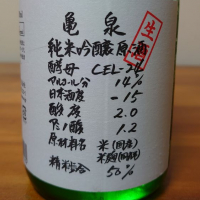 亀泉
純米吟醸原酒
生酒
酵母 CEL-24
アルコール分 14%
日本酒度 -15
酸度 2.0
アミノ酸 1.2
原材料名 米(国産)
米麹(国産米)
精米歩合 50%